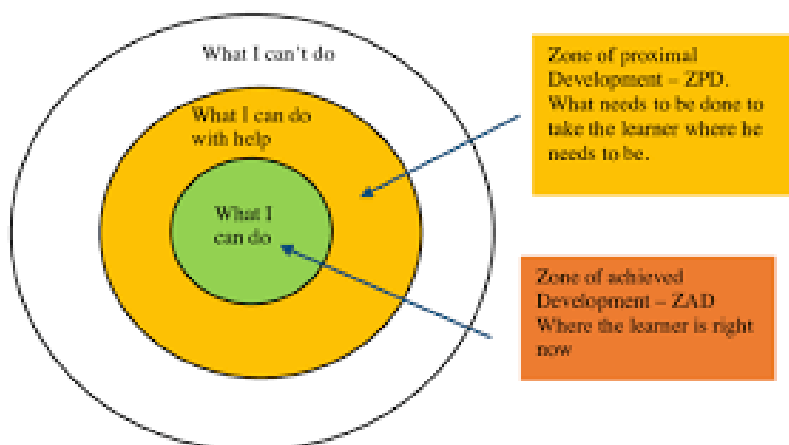 What I can't do
What I can do
with help
What I
can do
Zone of proximal
Development – ZPD.
What needs to be done to
take the learner where he
needs to be.
Zone of achieved
Development – ZAD
Where the learner is right
now